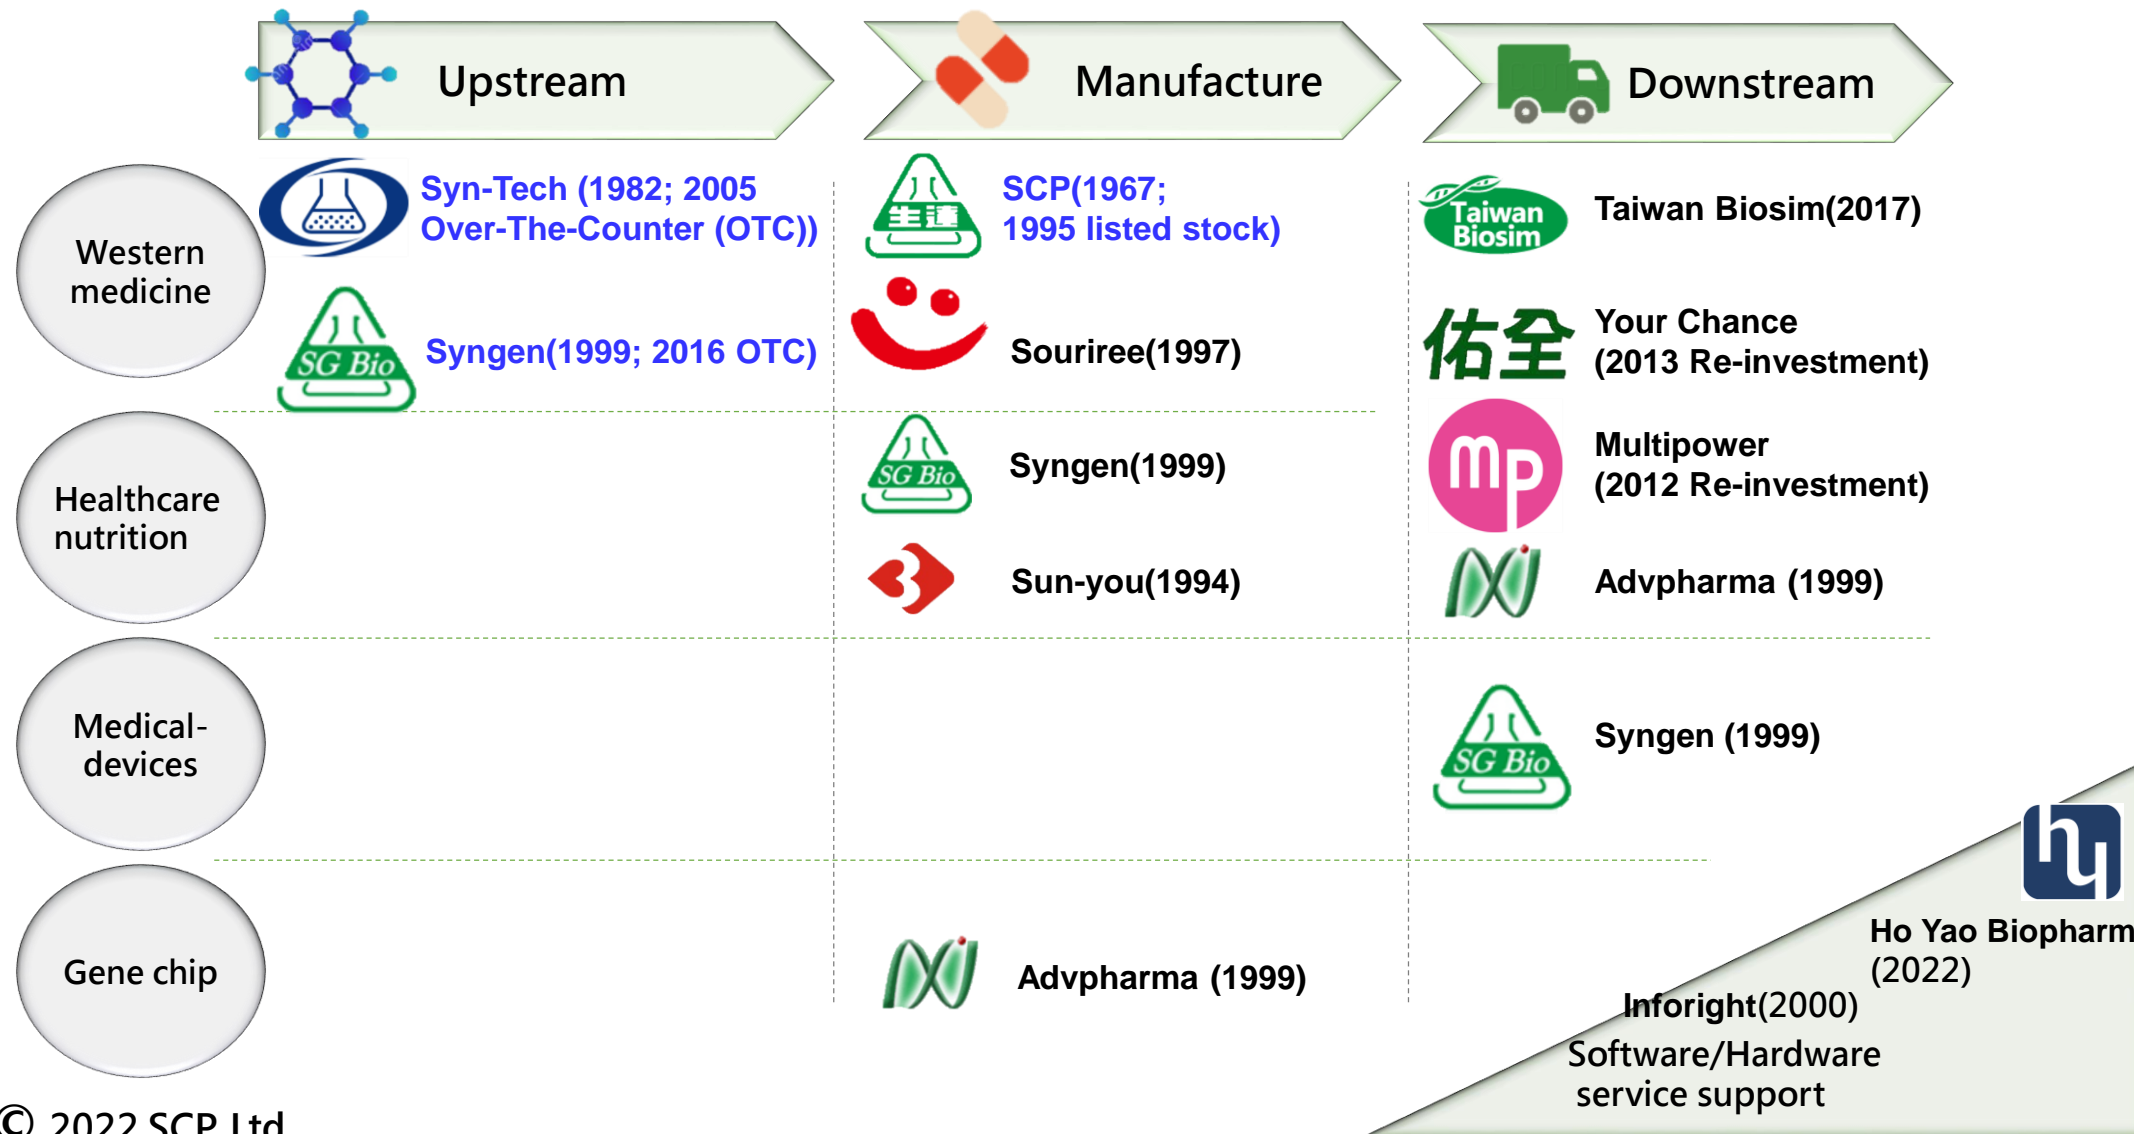 Upstream
Manufacture
Downstream
Western
medicine
Syn-Tech (1982; 2005
Over-The-Counter (OTC))
SG Bio
Syngen(1999; 2016 OTC)
生達
SCP(1967;
1995 listed stock)
Souriree(1997)
Taiwan
Biosim
Taiwan Biosim(2017)
佑全
Your Chance
(2013 Re-investment)
Healthcare
nutrition
SG Bio
Syngen(1999)
Sun-you(1994)
mp
Multipower
(2012 Re-investment)
Advpharma (1999)
Medical-
devices
SG Bio
Syngen (1999)
Gene chip
Advpharma (1999)
hy
Ho Yao Biopharm
(2022)
Inforight(2000)
Software/Hardware
service support
© 2022 SCP Ltd